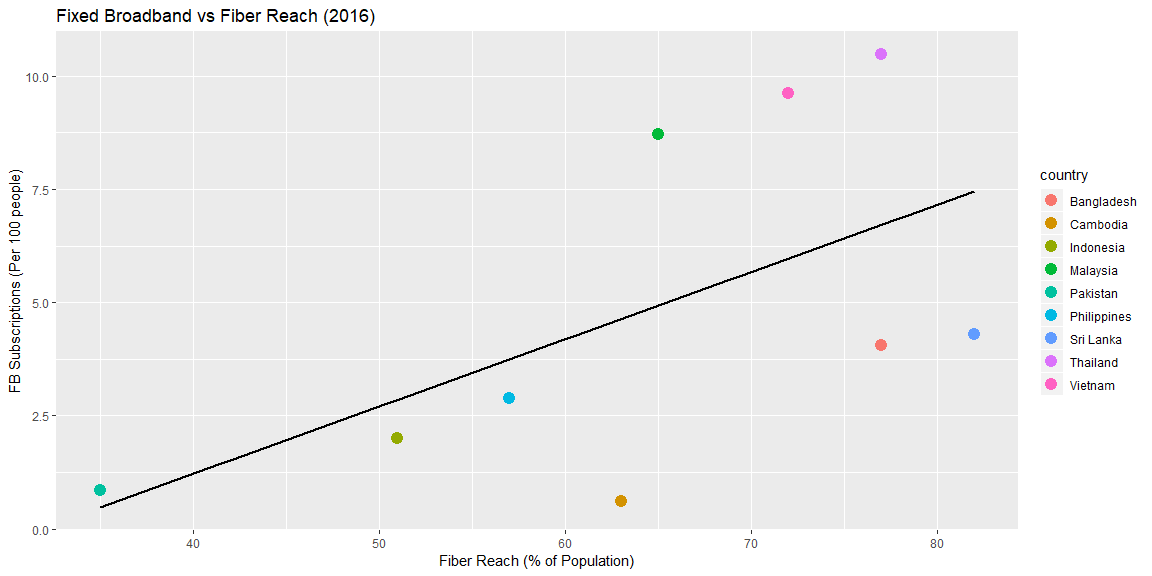 Fixed Broadband vs Fiber Reach (2016)
FB Subscriptions (Per 100 people)
10.0
7.5
5.0
2.5
0.0
40 50 60 70 80
Fiber Reach (% of Population)
country
Bangladesh
Cambodia
Indonesia
Malaysia
Pakistan
Philippines
Sri Lanka
Thailand
Vietnam